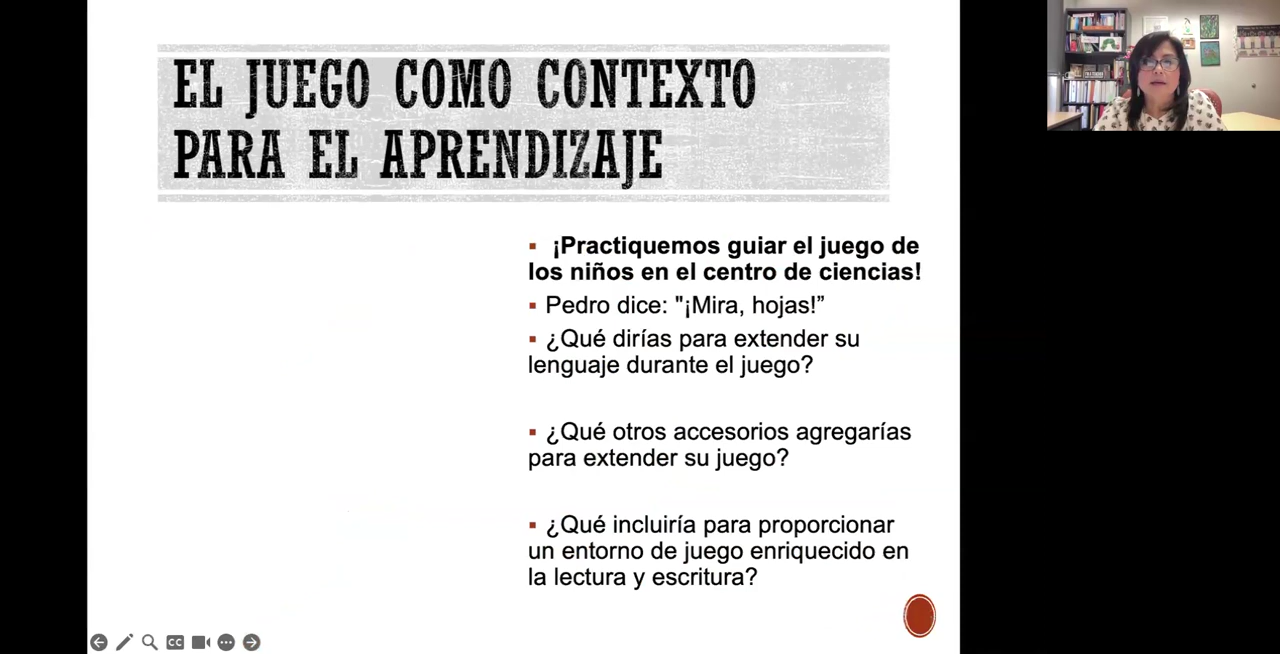 EL JUEGO COMO CONTEXTO
PARA EL APRENDIZAJE
▪ ¡Practiquemos guiar el juego de
los niños en el centro de ciencias!
▪ Pedro dice: "¡Mira, hojas!”
▪ ¿Qué dirías para extender su
lenguaje durante el juego?
▪ ¿Qué otros accesorios agregarías
para extender su juego?
▪ ¿Qué incluiría para proporcionar
un entorno de juego enriquecido en
la lectura y escritura?
CC